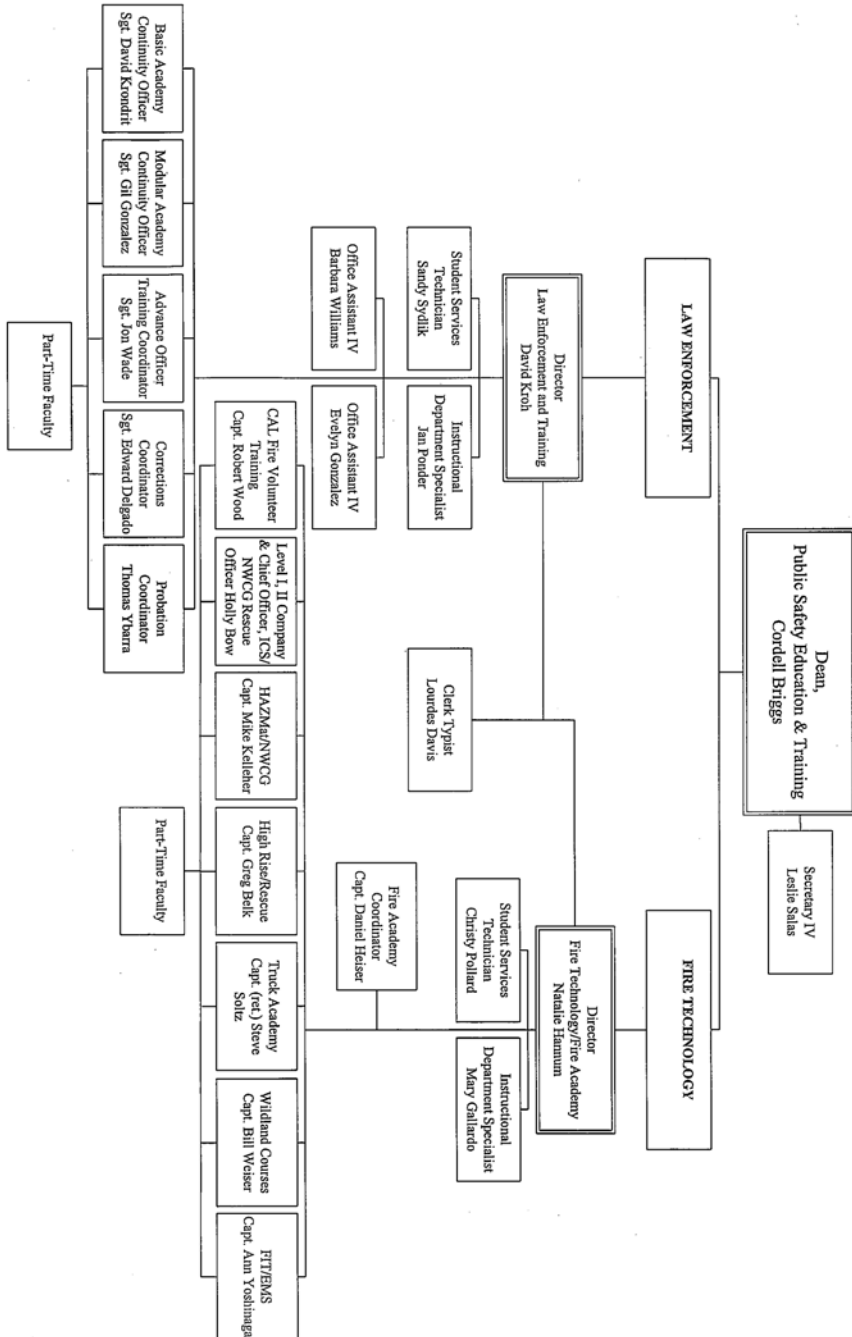 Dean,
Public Safety Education & Training
Cordell Briggs
Secretary IV
Leslie Salas
LAW ENFORCEMENT
FIRE TECHNOLOGY
Director
Law Enforcement and Training
David Kroh
Director
Fire Technology/Fire Academy
Natalie Hannum
Student Services
Technician
Sandy Sydlik
Instructional
Department Specialist
Jan Ponder
Clerk Typist
Lourdes Davis
Student Services
Technician
Christy Pollard
Instructional
Department Specialist
Mary Gallardo
Office Assistant IV
Barbara Williams
Office Assistant IV
Evelyn Gonzalez
Fire Academy
Coordinator
Capt. Daniel Heiser
CAL Fire Volunteer
Training
Capt. Robert Wood
Level I, II Company
& Chief Officer, ICS/
NWCG Rescue
Officer Holly Bow
HAZMat/NWCG
Capt. Mike Kelleher
High Rise/Rescue
Capt. Greg Belk
Truck Academy
Capt. (ret.) Steve
Soltz
Wildland Courses
Capt. Bill Weiser
FIT/EMS
Capt. Ann Yoshinaga
Part-Time Faculty
Basic Academy
Continuity Officer
Sgt. David Krondrit
Modular Academy
Continuity Officer
Sgt. Gil Gonzalez
Advance Officer
Training Coordinator
Sgt. Jon Wade
Corrections
Coordinator
Sgt. Edward Delgado
Probation
Coordinator
Thomas Ybarra
Part-Time Faculty